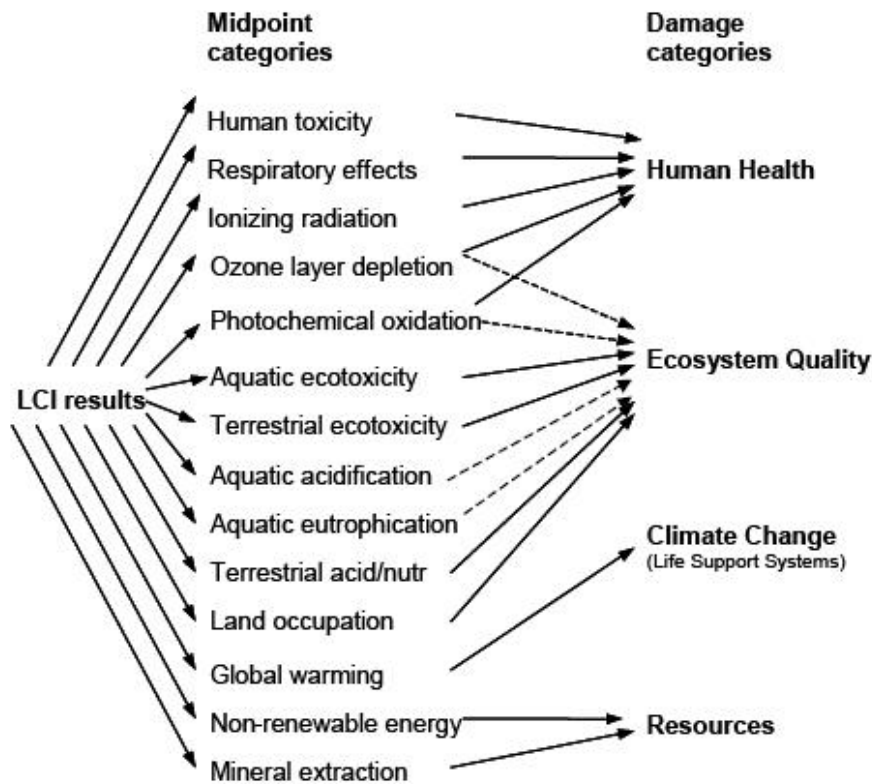 Midpoint
categories
Damage
categories
Human toxicity
Respiratory effects
Human Health
Ionizing radiation
Ozone layer depletion
Photochemical oxidation
Ecosystem Quality
Aquatic ecotoxicity
LCI results
Terrestrial ecotoxicity
Aquatic acidification
Aquatic eutrophication
Climate Change
(Life Support Systems)
Terrestrial acid/nutr
Land occupation
Global warming
Non-renewable energy
Resources
Mineral extraction